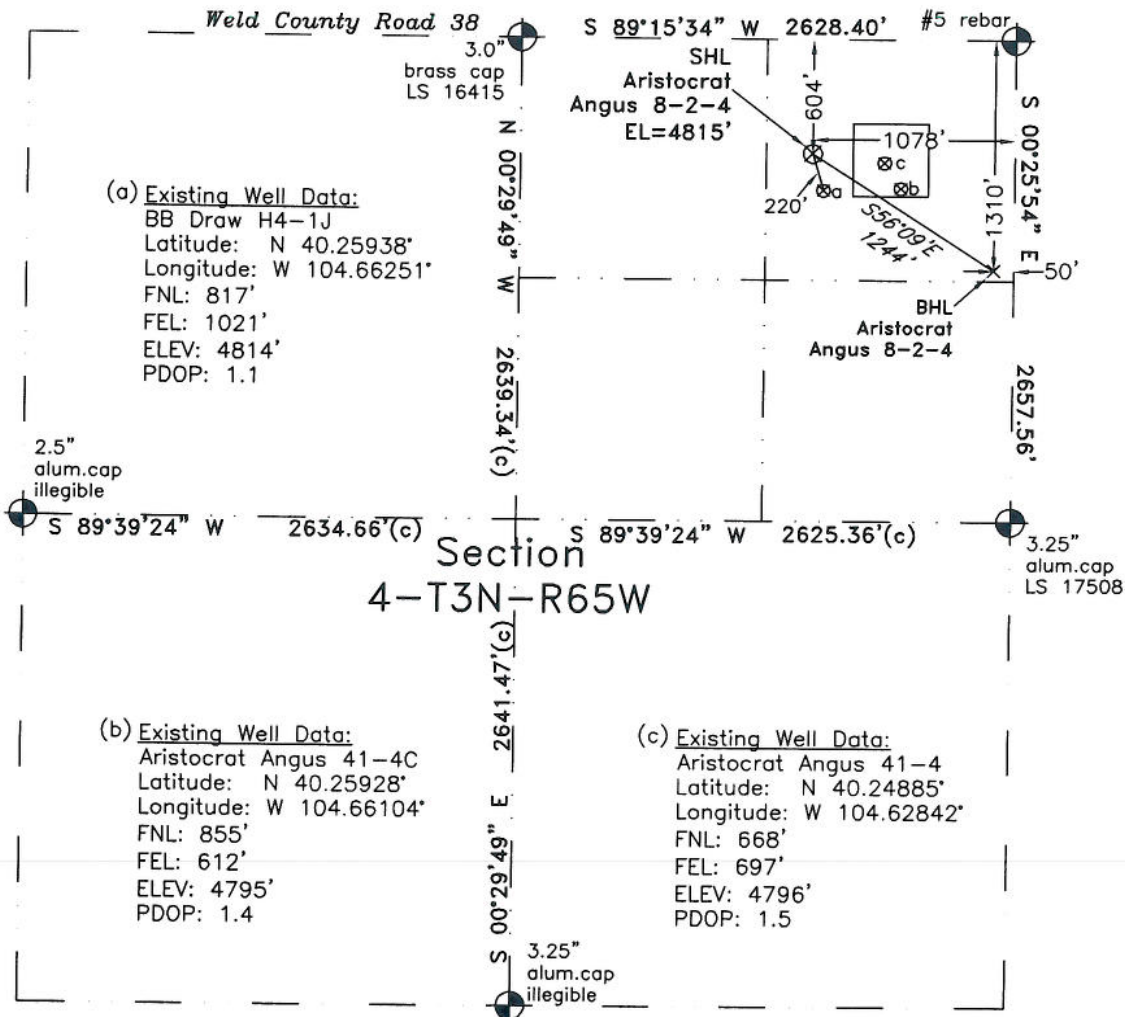 Weld County Road 38
S 89°15'34" W 2628.40'
#5 rebar
3.0"
brass cap
LS 16415
SHL
Aristocrat
Angus 8-2-4
EL=4815'
604'
1078'
c
b
a
220'
S56°09'E
1244'
1310'
S 00°25'54" E 2657.56'
50'
BHL
Aristocrat
Angus 8-2-4
N 00°29'49" W 2639.34'(c)
(a) Existing Well Data:
BB Draw H4-1J
Latitude: N 40.25938°
Longitude: W 104.66251°
FNL: 817'
FEL: 1021'
ELEV: 4814'
PDOP: 1.1
2.5"
alum.cap
illegible
S 89°39'24" W 2634.66'(c)
S 89°39'24" W 2625.36'(c)
3.25"
alum.cap
LS 17508
Section
4-T3N-R65W
S 00°29'49" E 2641.47'(c)
(b) Existing Well Data:
Aristocrat Angus 41-4C
Latitude: N 40.25928°
Longitude: W 104.66104°
FNL: 855'
FEL: 612'
ELEV: 4795'
PDOP: 1.4
(c) Existing Well Data:
Aristocrat Angus 41-4
Latitude: N 40.24885°
Longitude: W 104.62842°
FNL: 668'
FEL: 697'
ELEV: 4796'
PDOP: 1.5
3.25"
alum.cap
illegible